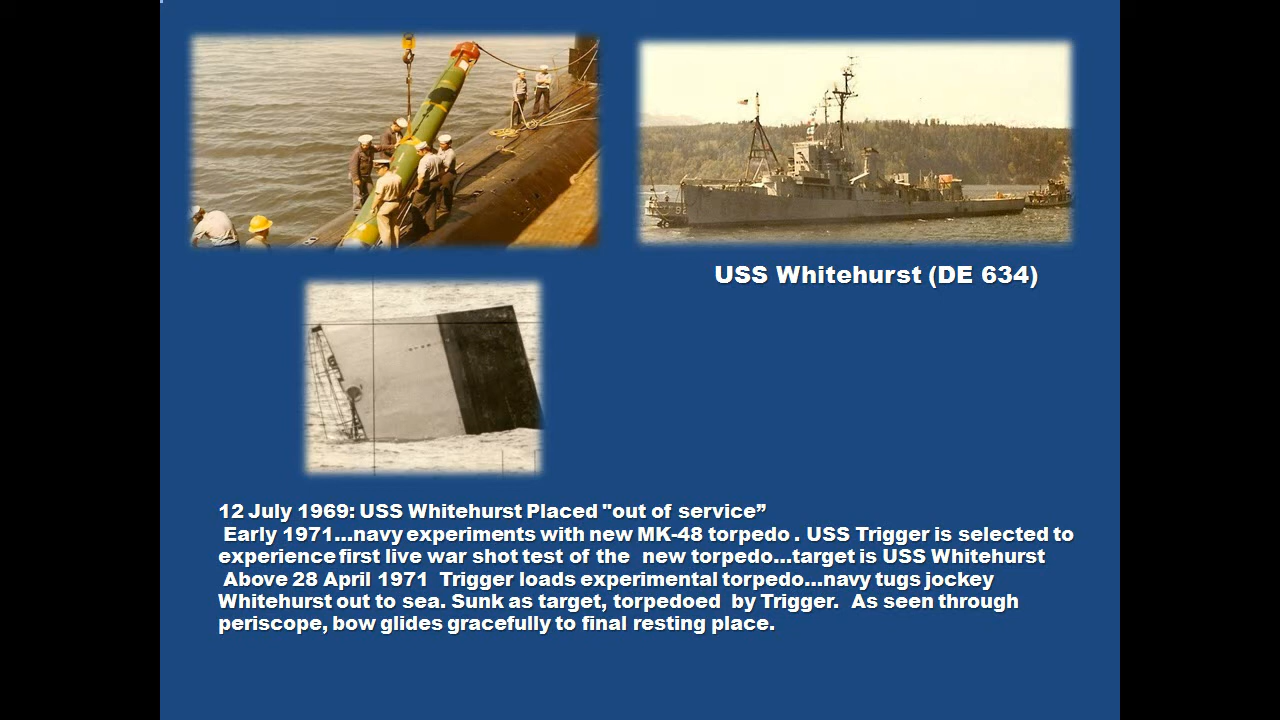 USS Whitehurst (DE 634)
12 July 1969: USS Whitehurst Placed "out of service”
Early 1971...navy experiments with new MK-48 torpedo . USS Trigger is selected to
experience first live war shot test of the  new torpedo...target is USS Whitehurst
Above 28 April 1971  Trigger loads experimental torpedo...navy tugs jockey
Whitehurst out to sea. Sunk as target, torpedoed  by Trigger.  As seen through
periscope, bow glides gracefully to final resting place.